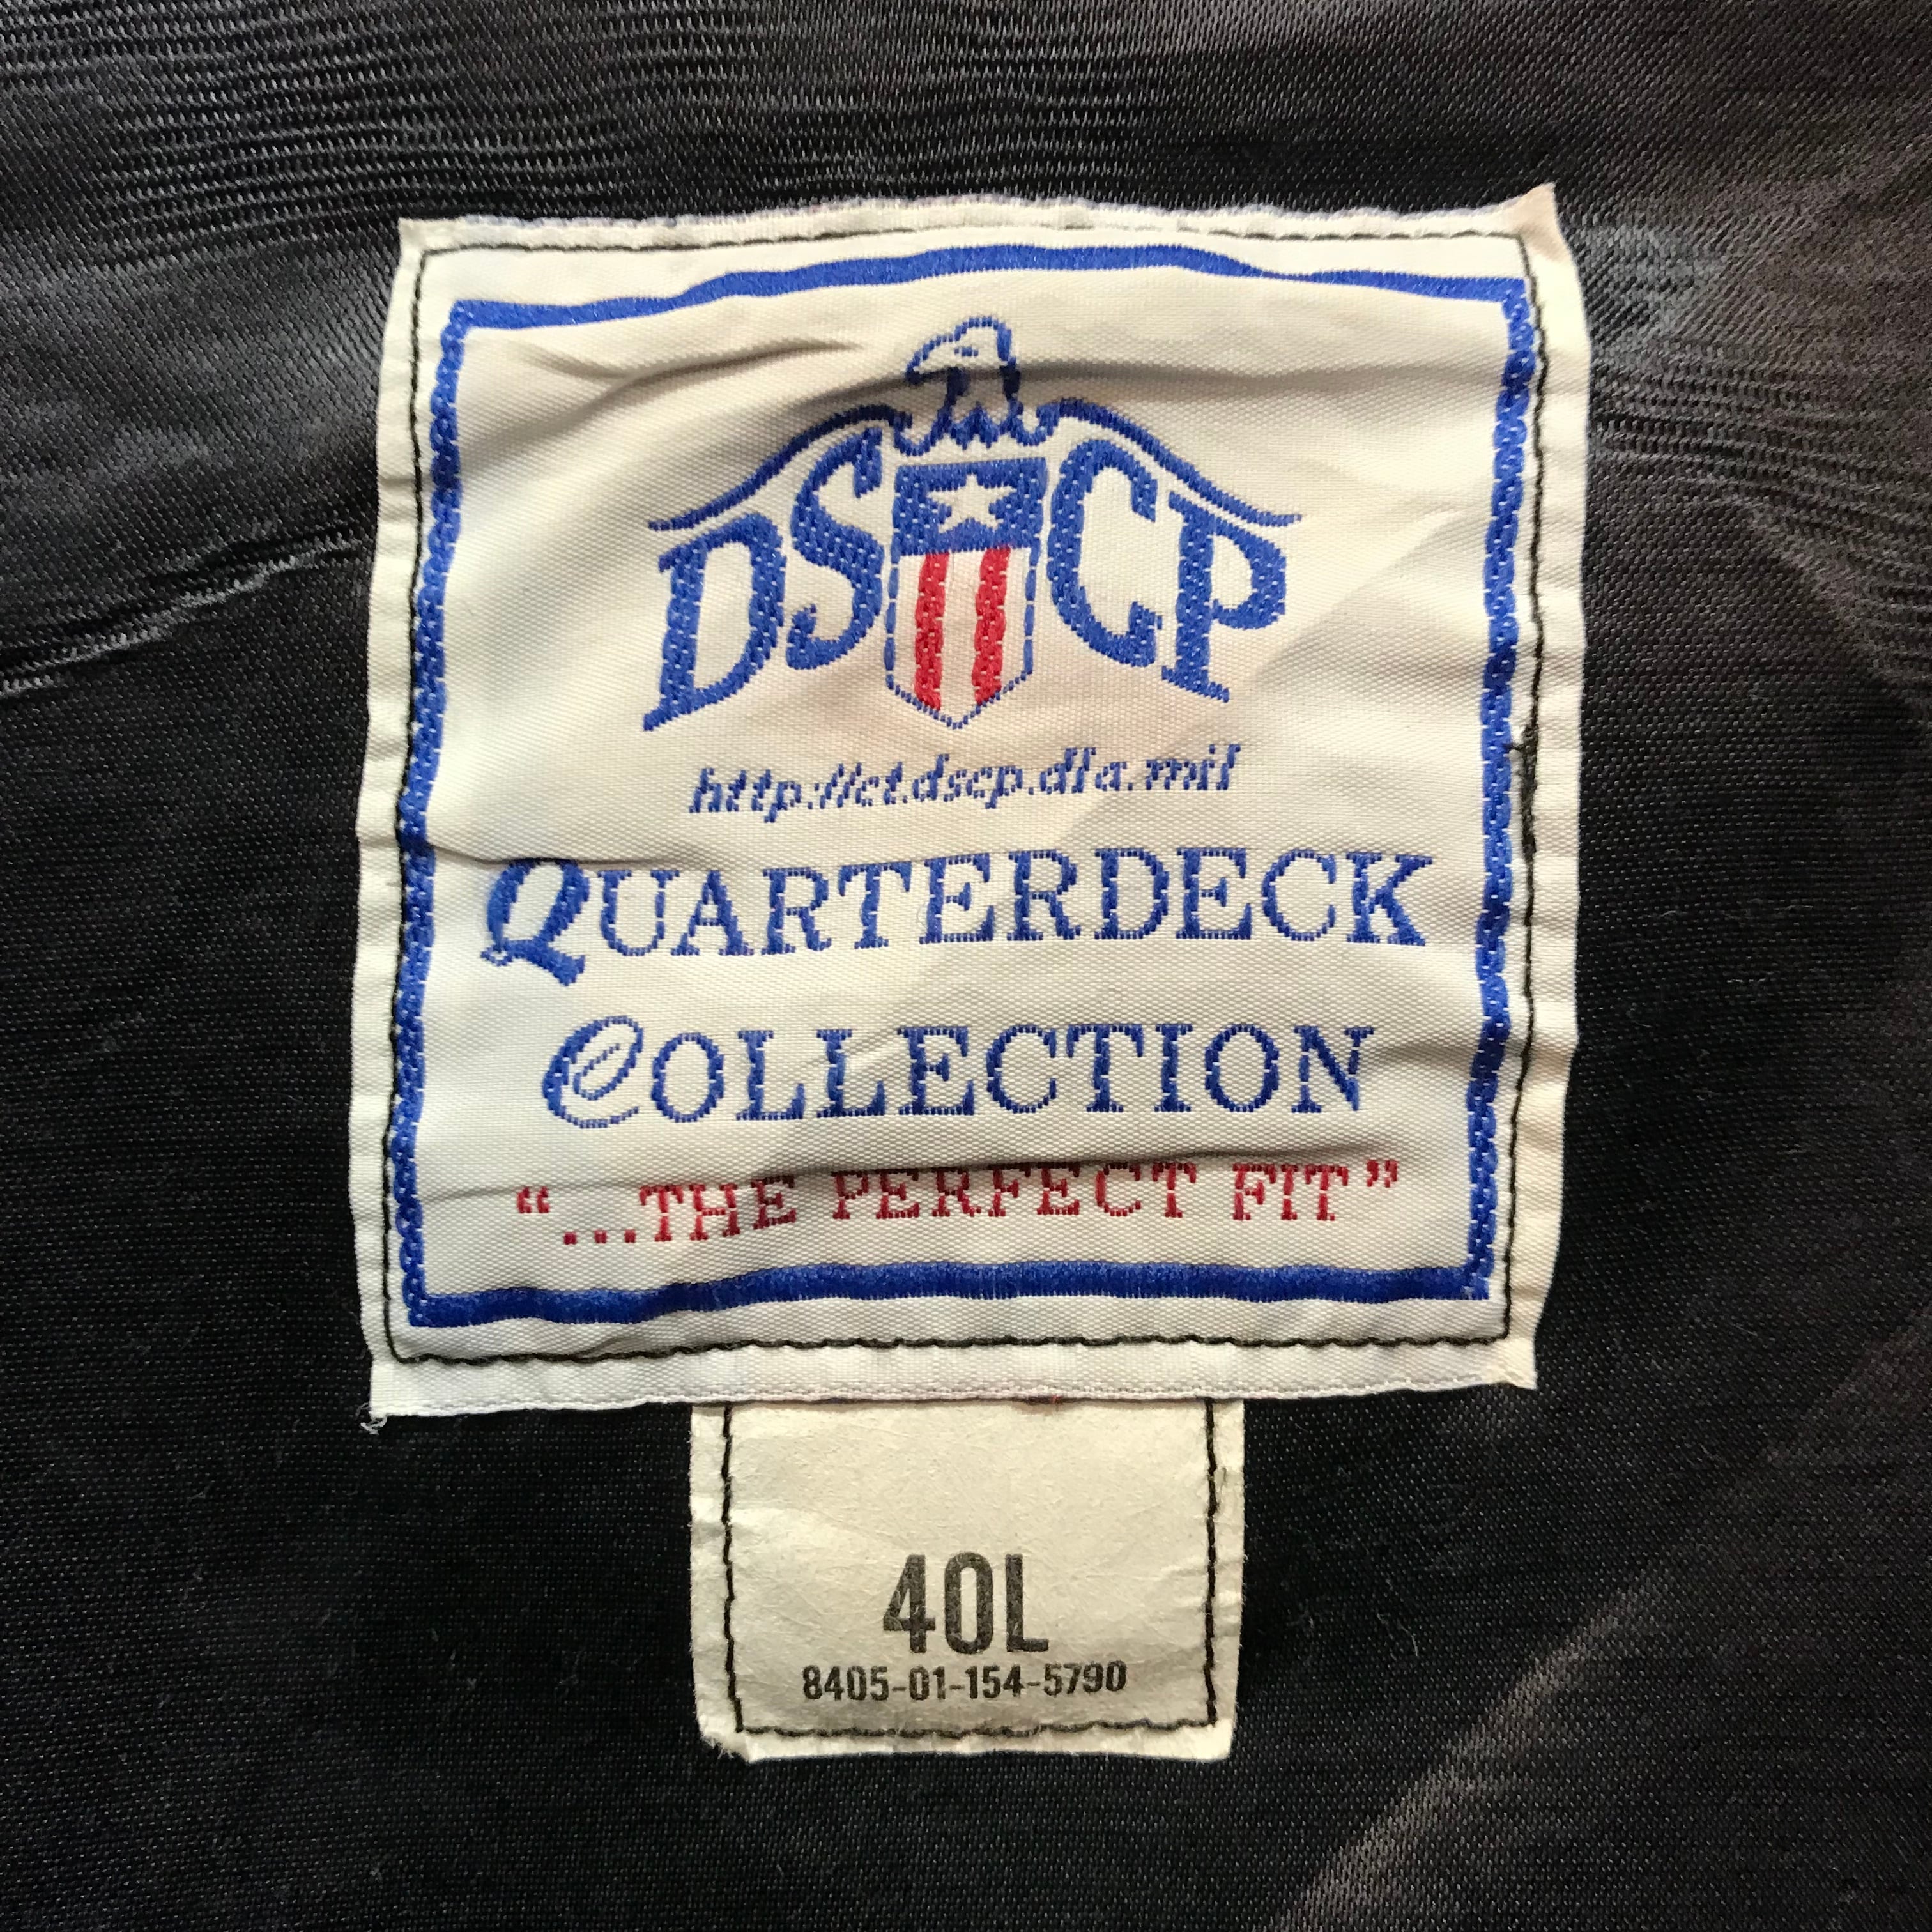 DSCP
http://ct.dscp.dla.mil
QUARTERDECK
COLLECTION
“...THE PERFECT FIT”
40L
8405-01-154-5790